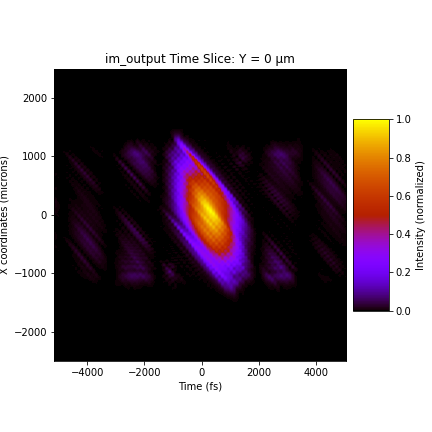 im_output Time Slice: Y = 0 μm
2000
1000
0
−1000
−2000
X coordinates (microns)
−4000 −2000 0 2000 4000
Time (fs)
1.0
0.8
0.6
0.4
0.2
0.0
Intensity (normalized)